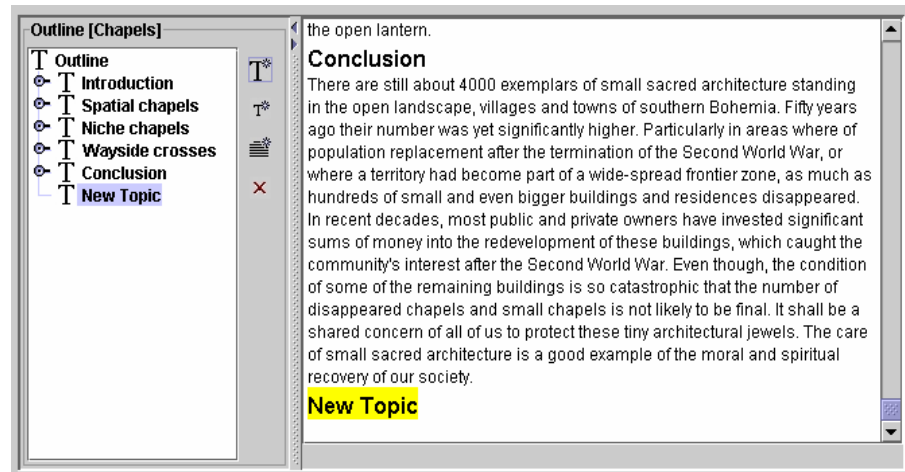 Outline [Chapels]
Outline
Introduction
Spatial chapels
Niche chapels
Wayside crosses
Conclusion
New Topic
the open lantern.
Conclusion
There are still about 4000 exemplars of small sacred architecture standing
in the open landscape, villages and towns of southern Bohemia. Fifty years
ago their number was yet significantly higher. Particularly in areas where of
population replacement after the termination of the Second World War, or
where a territory had become part of a wide-spread frontier zone, as much as
hundreds of small and even bigger buildings and residences disappeared.
In recent decades, most public and private owners have invested significant
sums of money into the redevelopment of these buildings, which caught the
community's interest after the Second World War. Even though, the condition
of some of the remaining buildings is so catastrophic that the number of
disappeared chapels and small chapels is not likely to be final. It shall be a
shared concern of all of us to protect these tiny architectural jewels. The care
of small sacred architecture is a good example of the moral and spiritual
recovery of our society.
New Topic